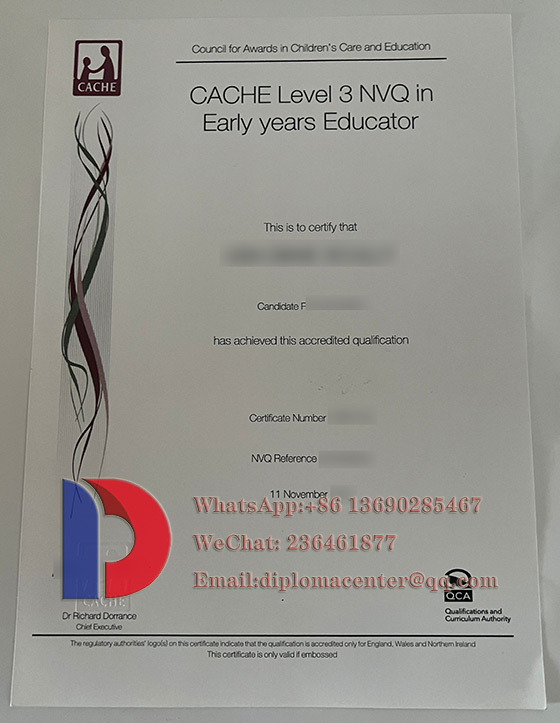 Council for Awards in Children's Care and Education
CACHE
CACHE Level 3 NVQ in
Early years Educator
This is to certify that
Candidate
has achieved this accredited qualification
Certificate Number
NVQ Reference
11 November
WhatsApp:+86 13690285467
WeChat: 236461877
Email:diplomacenter@qq.com
CACHE
Dr Richard Dorrance
Chief Executive
QCA
Qualifications and
Curriculum Authority
The regulatory authorities' logo(s) on this certificate indicate that the qualification is accredited only for England, Wales and Northern Ireland
This certificate is only valid if embossed